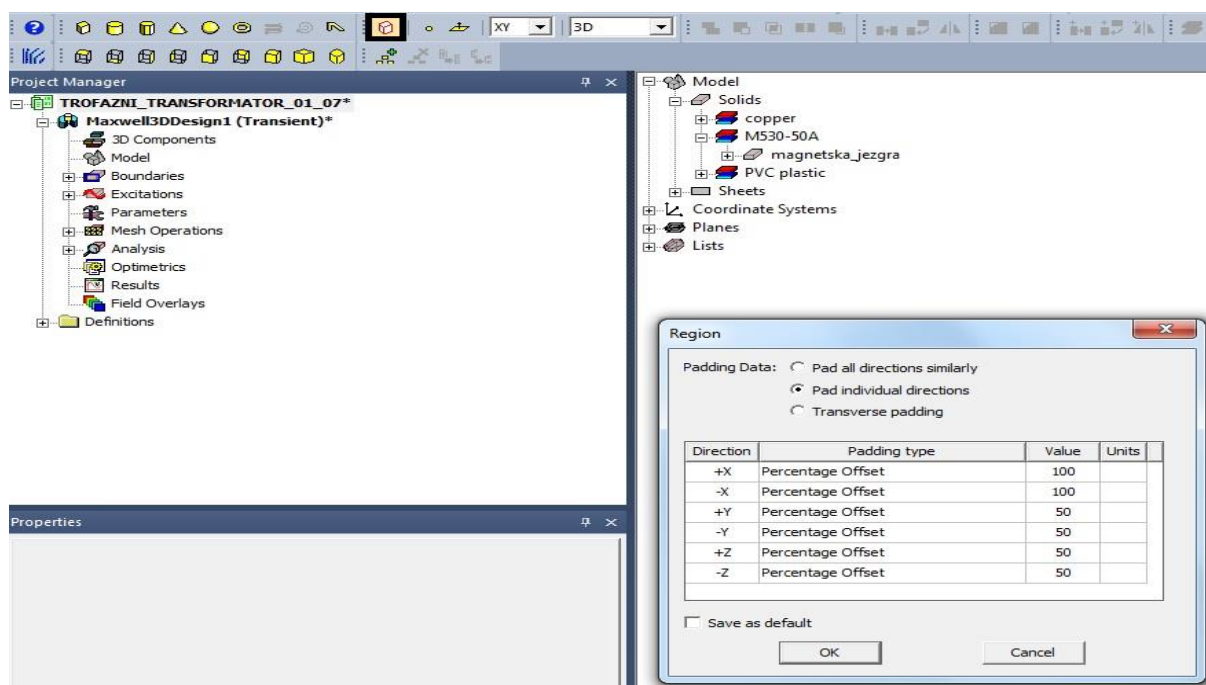 XY
3D
Project Manager
TROFAZNI_TRANSFORMATOR_01_07*
Maxwell3DDesign1 (Transient)*
3D Components
Model
Boundaries
Excitations
Parameters
Mesh Operations
Analysis
Optimetrics
Results
Field Overlays
Definitions
Properties
Model
Solids
copper
M530-50A
magnetska_jezgra
PVC plastic
Sheets
Coordinate Systems
Planes
Lists
Region
Padding Data: Pad all directions similarly
Pad individual directions
Transverse padding
Direction Padding type Value Units
+X Percentage Offset 100
-X Percentage Offset 100
+Y Percentage Offset 50
-Y Percentage Offset 50
+Z Percentage Offset 50
-Z Percentage Offset 50
Save as default
OK Cancel